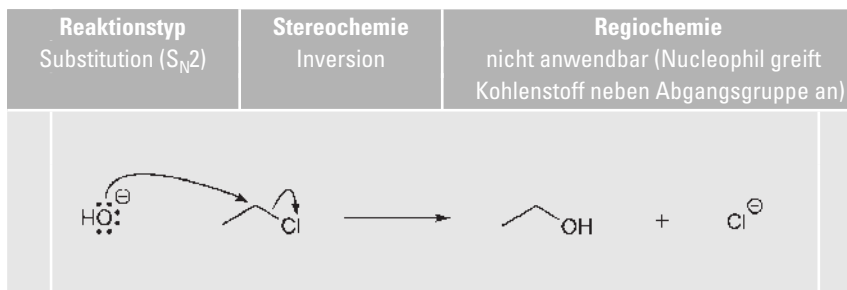 Reaktionstyp
Substitution (SN2)
Stereochemie
Inversion
Regiochemie
nicht anwendbar (Nucleophil greift
Kohlenstoff neben Abgangsgruppe an)
HO:⊖
Cl
OH
+
Cl⊖